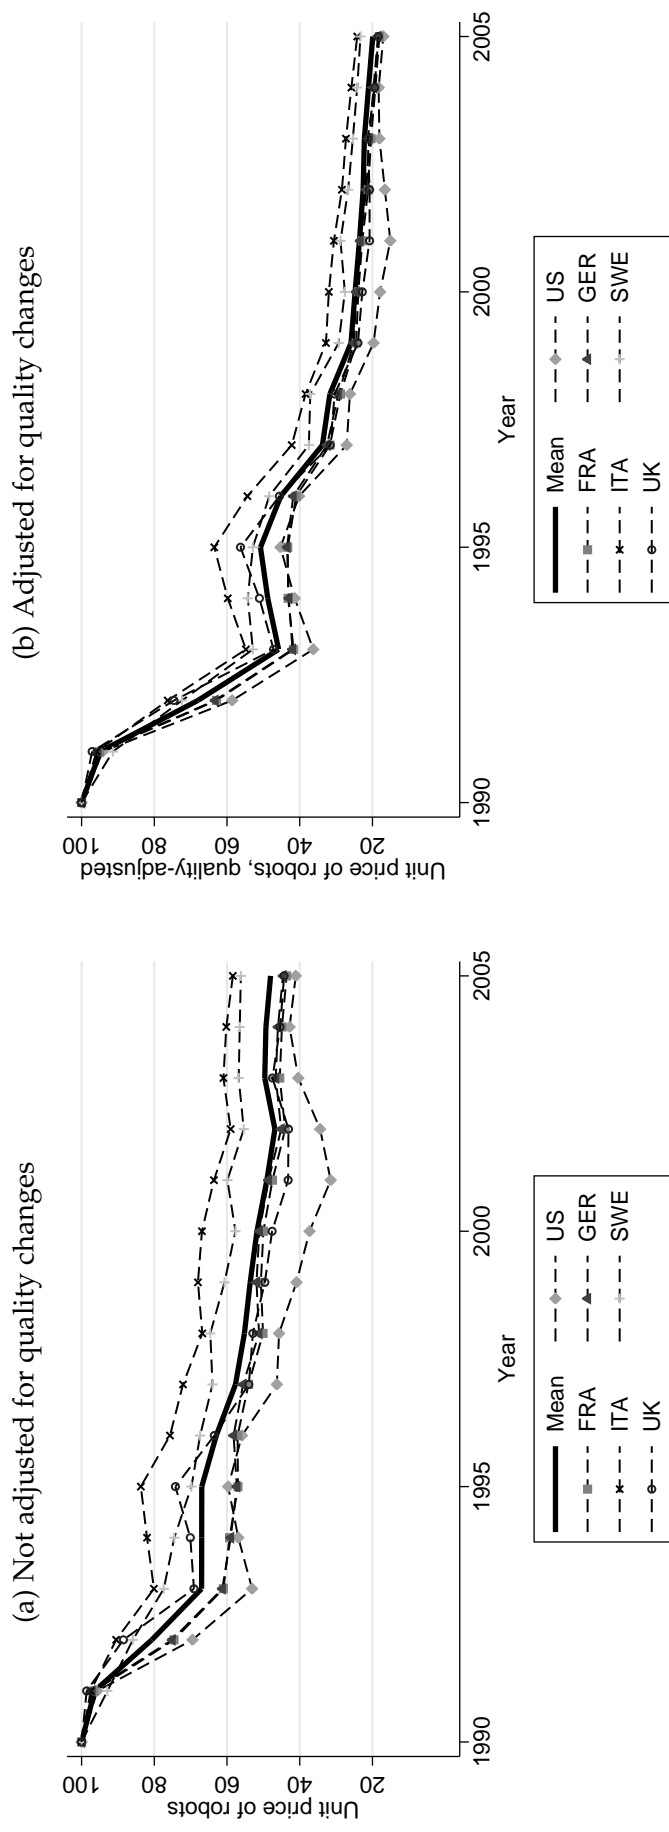 (a) Not adjusted for quality changes
Unit price of robots
100
80
60
40
20
1990
1995
2000
2005
Year
Mean
US
FRA
GER
ITA
SWE
UK
(b) Adjusted for quality changes
Unit price of robots, quality-adjusted
100
80
60
40
20
1990
1995
2000
2005
Year
Mean
US
FRA
GER
ITA
SWE
UK